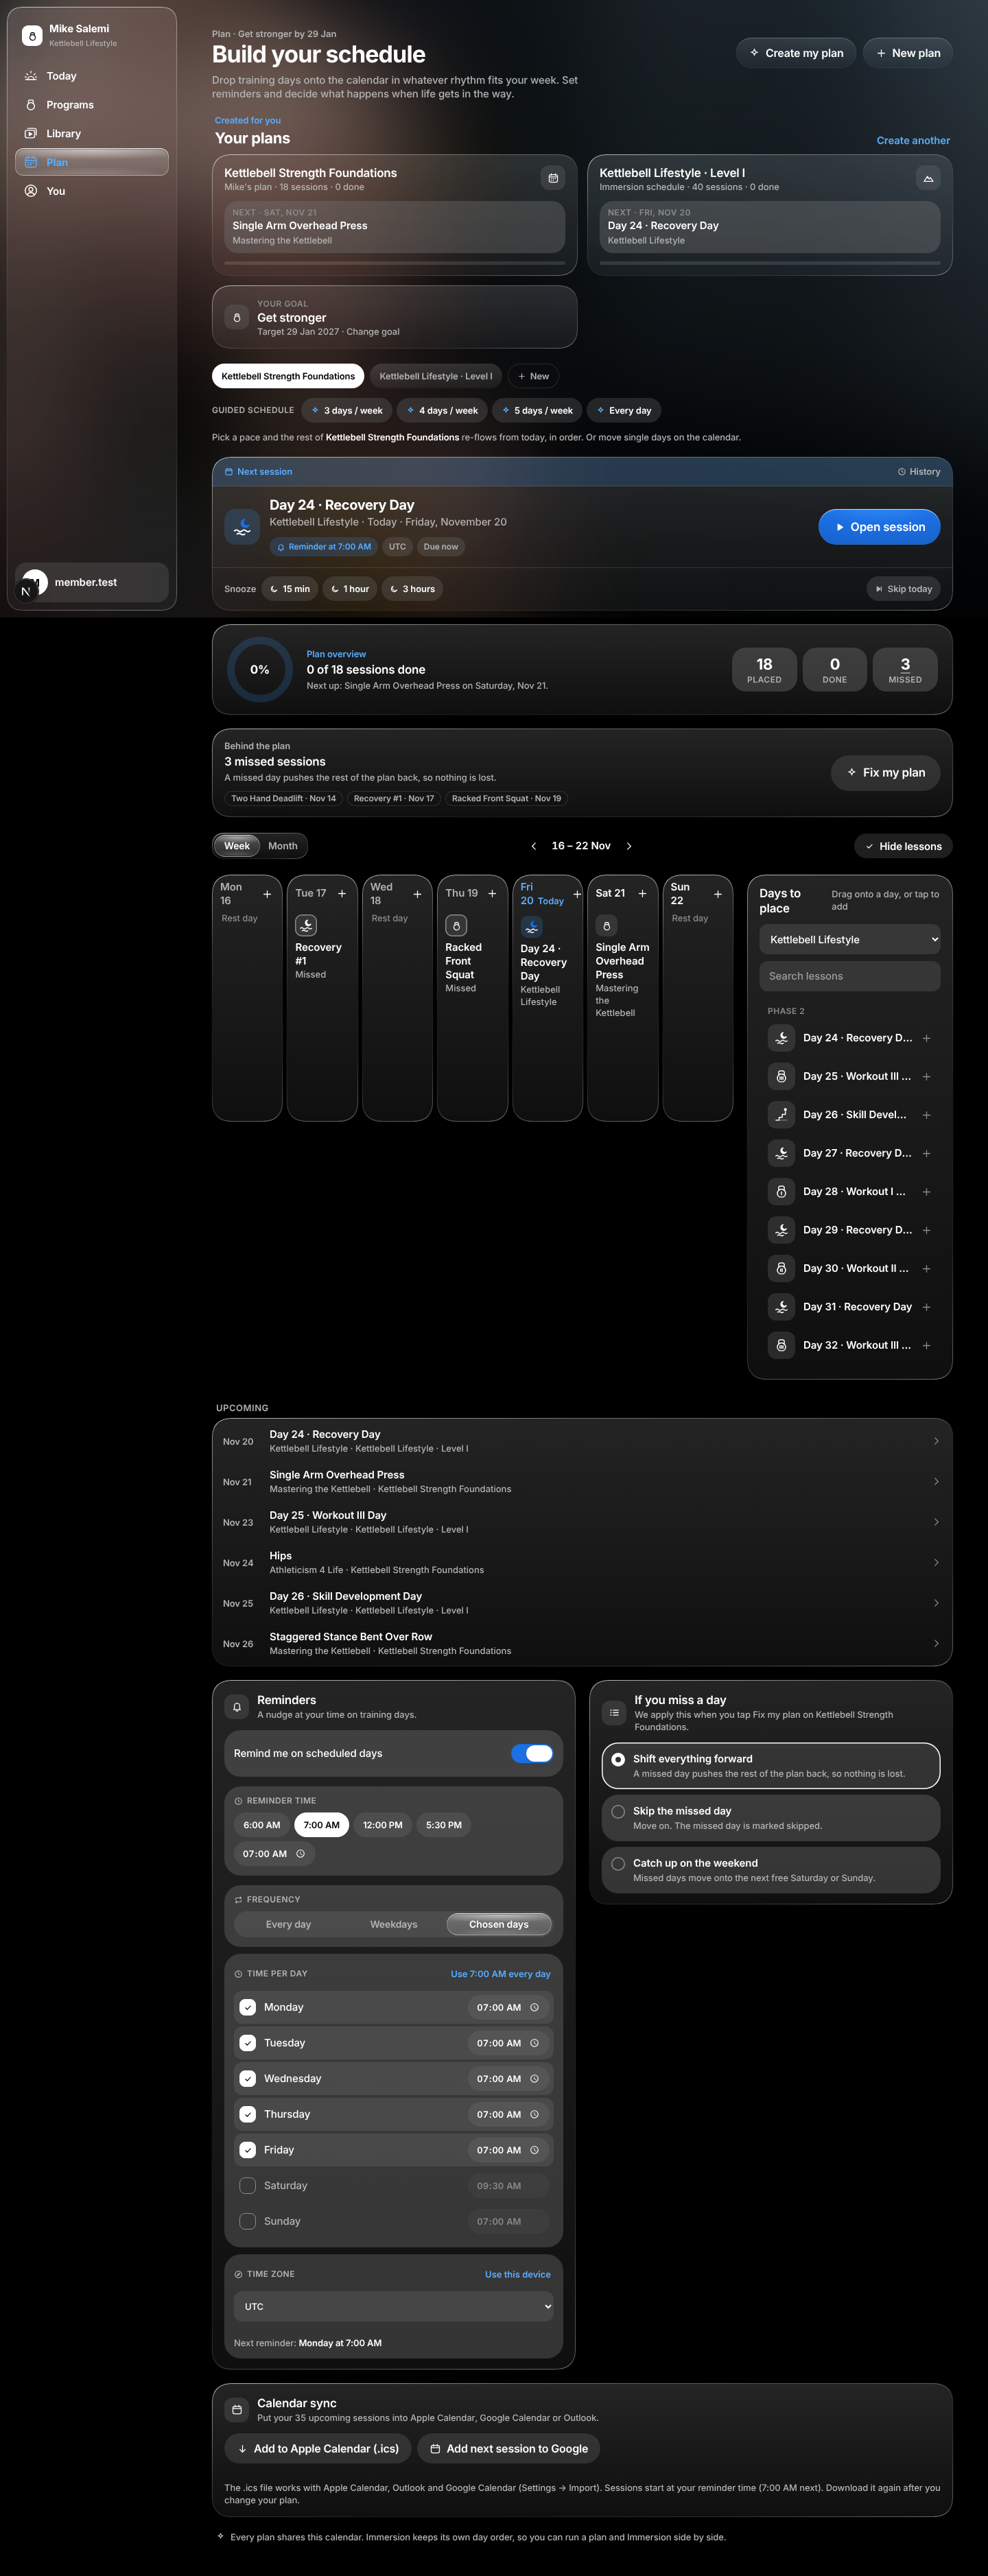 Mike Salemi
Kettlebell Lifestyle
Today
Programs
Library
Plan
You
member.test
Plan · Get stronger by 29 Jan
Build your schedule
Drop training days onto the calendar in whatever rhythm fits your week. Set
reminders and decide what happens when life gets in the way.
Create my plan
New plan
Created for you
Your plans
Create another
Kettlebell Strength Foundations
Mike's plan · 18 sessions · 0 done
NEXT · SAT, NOV 21
Single Arm Overhead Press
Mastering the Kettlebell
Kettlebell Lifestyle · Level I
Immersion schedule · 40 sessions · 0 done
NEXT · FRI, NOV 20
Day 24 · Recovery Day
Kettlebell Lifestyle
YOUR GOAL
Get stronger
Target 29 Jan 2027 · Change goal
Kettlebell Strength Foundations
Kettlebell Lifestyle · Level I
New
GUIDED SCHEDULE
3 days / week
4 days / week
5 days / week
Every day
Pick a pace and the rest of Kettlebell Strength Foundations re-flows from today, in order. Or move single days on the calendar.
Next session
History
Day 24 · Recovery Day
Kettlebell Lifestyle · Today · Friday, November 20
Reminder at 7:00 AM
UTC
Due now
Open session
Snooze
15 min
1 hour
3 hours
Skip today
0%
Plan overview
0 of 18 sessions done
Next up: Single Arm Overhead Press on Saturday, Nov 21.
18
PLACED
0
DONE
3
MISSED
Behind the plan
3 missed sessions
A missed day pushes the rest of the plan back, so nothing is lost.
Two Hand Deadlift · Nov 14
Recovery #1 · Nov 17
Racked Front Squat · Nov 19
Fix my plan
Week
Month
16 – 22 Nov
Hide lessons
Mon
16
Rest day
Tue 17
Recovery
#1
Missed
Wed
18
Rest day
Thu 19
Racked
Front
Squat
Missed
Fri
20 Today
Day 24 ·
Recovery
Day
Kettlebell
Lifestyle
Sat 21
Single Arm
Overhead
Press
Mastering
the
Kettlebell
Sun
22
Rest day
Days to
place
Drag onto a day, or tap to
add
Kettlebell Lifestyle
Search lessons
PHASE 2
Day 24 · Recovery D...
Day 25 · Workout III ...
Day 26 · Skill Devel...
Day 27 · Recovery D...
Day 28 · Workout I ...
Day 29 · Recovery D...
Day 30 · Workout II ...
Day 31 · Recovery Day
Day 32 · Workout III ...
UPCOMING
Nov 20
Day 24 · Recovery Day
Kettlebell Lifestyle · Kettlebell Lifestyle · Level I
Nov 21
Single Arm Overhead Press
Mastering the Kettlebell · Kettlebell Strength Foundations
Nov 23
Day 25 · Workout III Day
Kettlebell Lifestyle · Kettlebell Lifestyle · Level I
Nov 24
Hips
Athleticism 4 Life · Kettlebell Strength Foundations
Nov 25
Day 26 · Skill Development Day
Kettlebell Lifestyle · Kettlebell Lifestyle · Level I
Nov 26
Staggered Stance Bent Over Row
Mastering the Kettlebell · Kettlebell Strength Foundations
Reminders
A nudge at your time on training days.
Remind me on scheduled days
REMINDER TIME
6:00 AM
7:00 AM
12:00 PM
5:30 PM
07:00 AM
FREQUENCY
Every day
Weekdays
Chosen days
TIME PER DAY
Use 7:00 AM every day
Monday
07:00 AM
Tuesday
07:00 AM
Wednesday
07:00 AM
Thursday
07:00 AM
Friday
07:00 AM
Saturday
09:30 AM
Sunday
07:00 AM
TIME ZONE
Use this device
UTC
Next reminder: Monday at 7:00 AM
If you miss a day
We apply this when you tap Fix my plan on Kettlebell Strength
Foundations.
Shift everything forward
A missed day pushes the rest of the plan back, so nothing is lost.
Skip the missed day
Move on. The missed day is marked skipped.
Catch up on the weekend
Missed days move onto the next free Saturday or Sunday.
Calendar sync
Put your 35 upcoming sessions into Apple Calendar, Google Calendar or Outlook.
Add to Apple Calendar (.ics)
Add next session to Google
The .ics file works with Apple Calendar, Outlook and Google Calendar (Settings → Import). Sessions start at your reminder time (7:00 AM next). Download it again after you
change your plan.
Every plan shares this calendar. Immersion keeps its own day order, so you can run a plan and Immersion side by side.